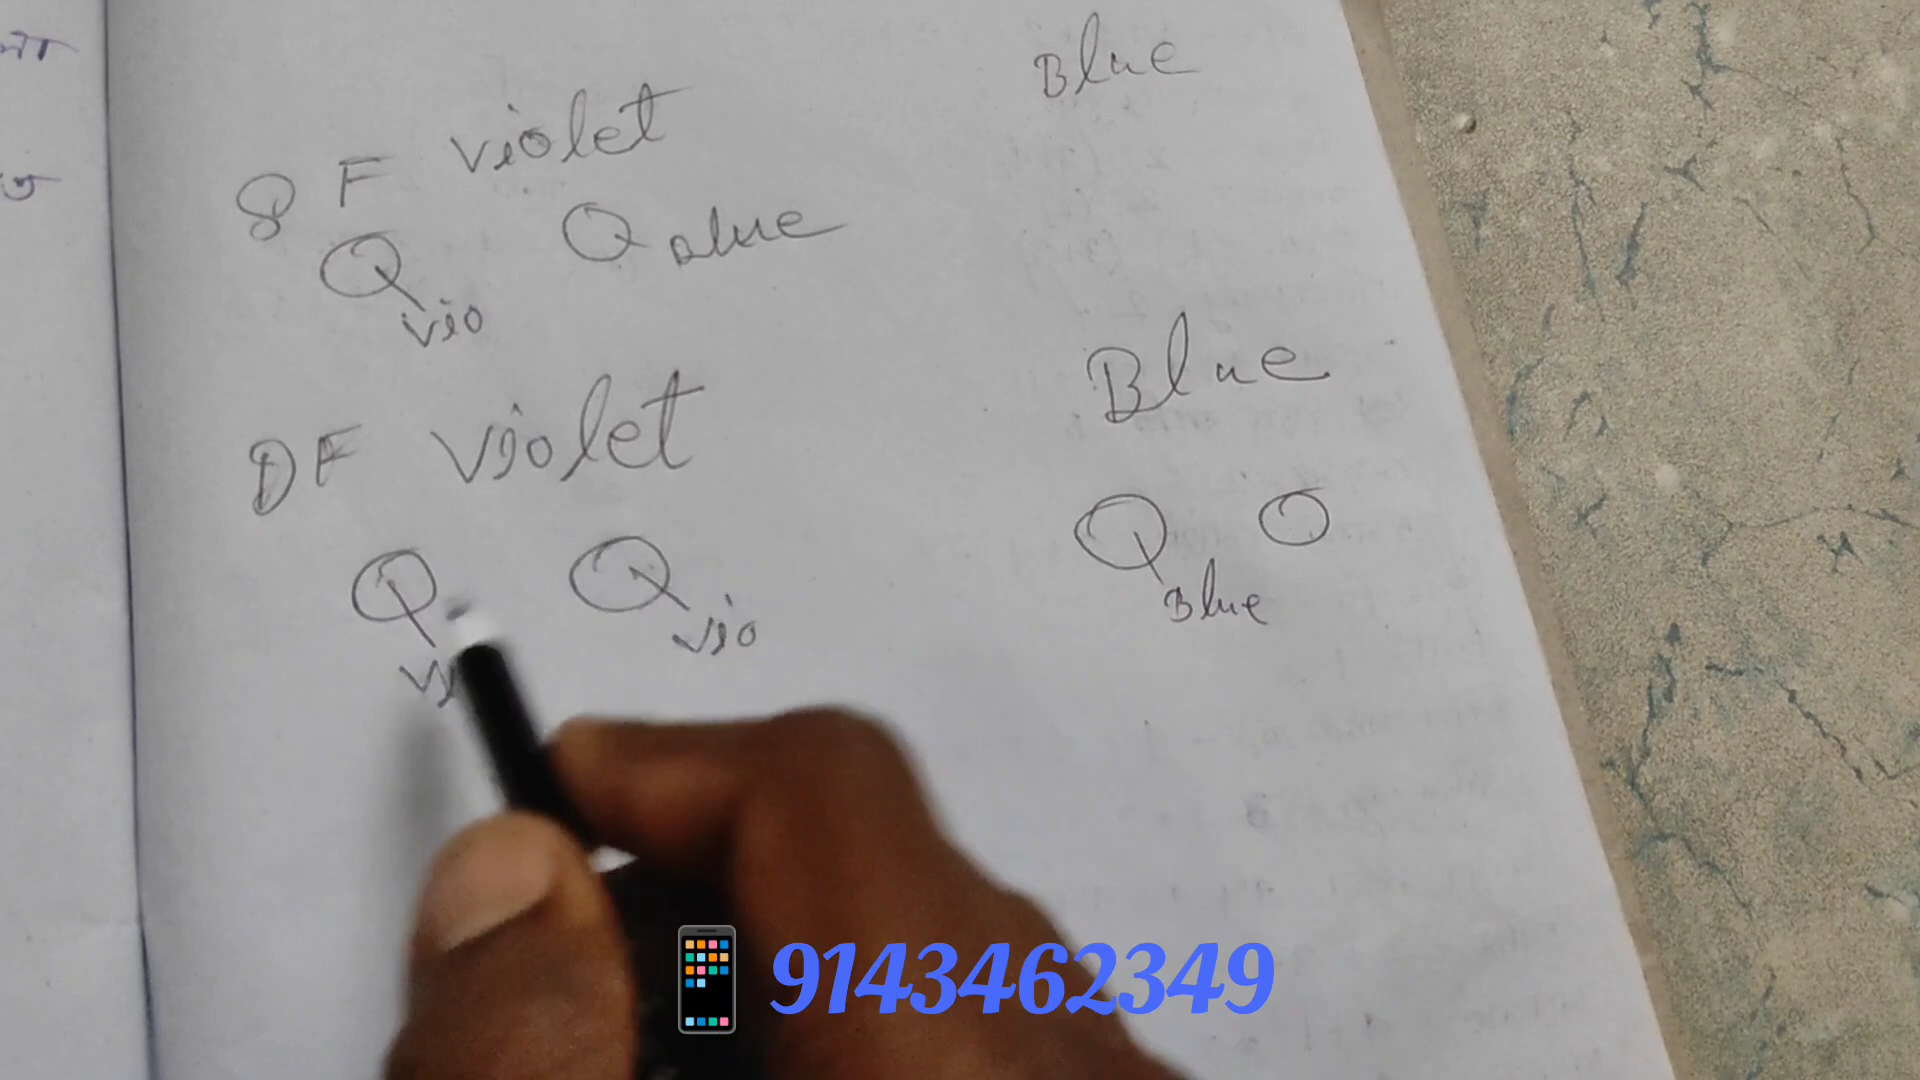 Blue
8 F violet
Q vio Q blue
DF violet Blue
Q Q vio Q Blue O
9143462349